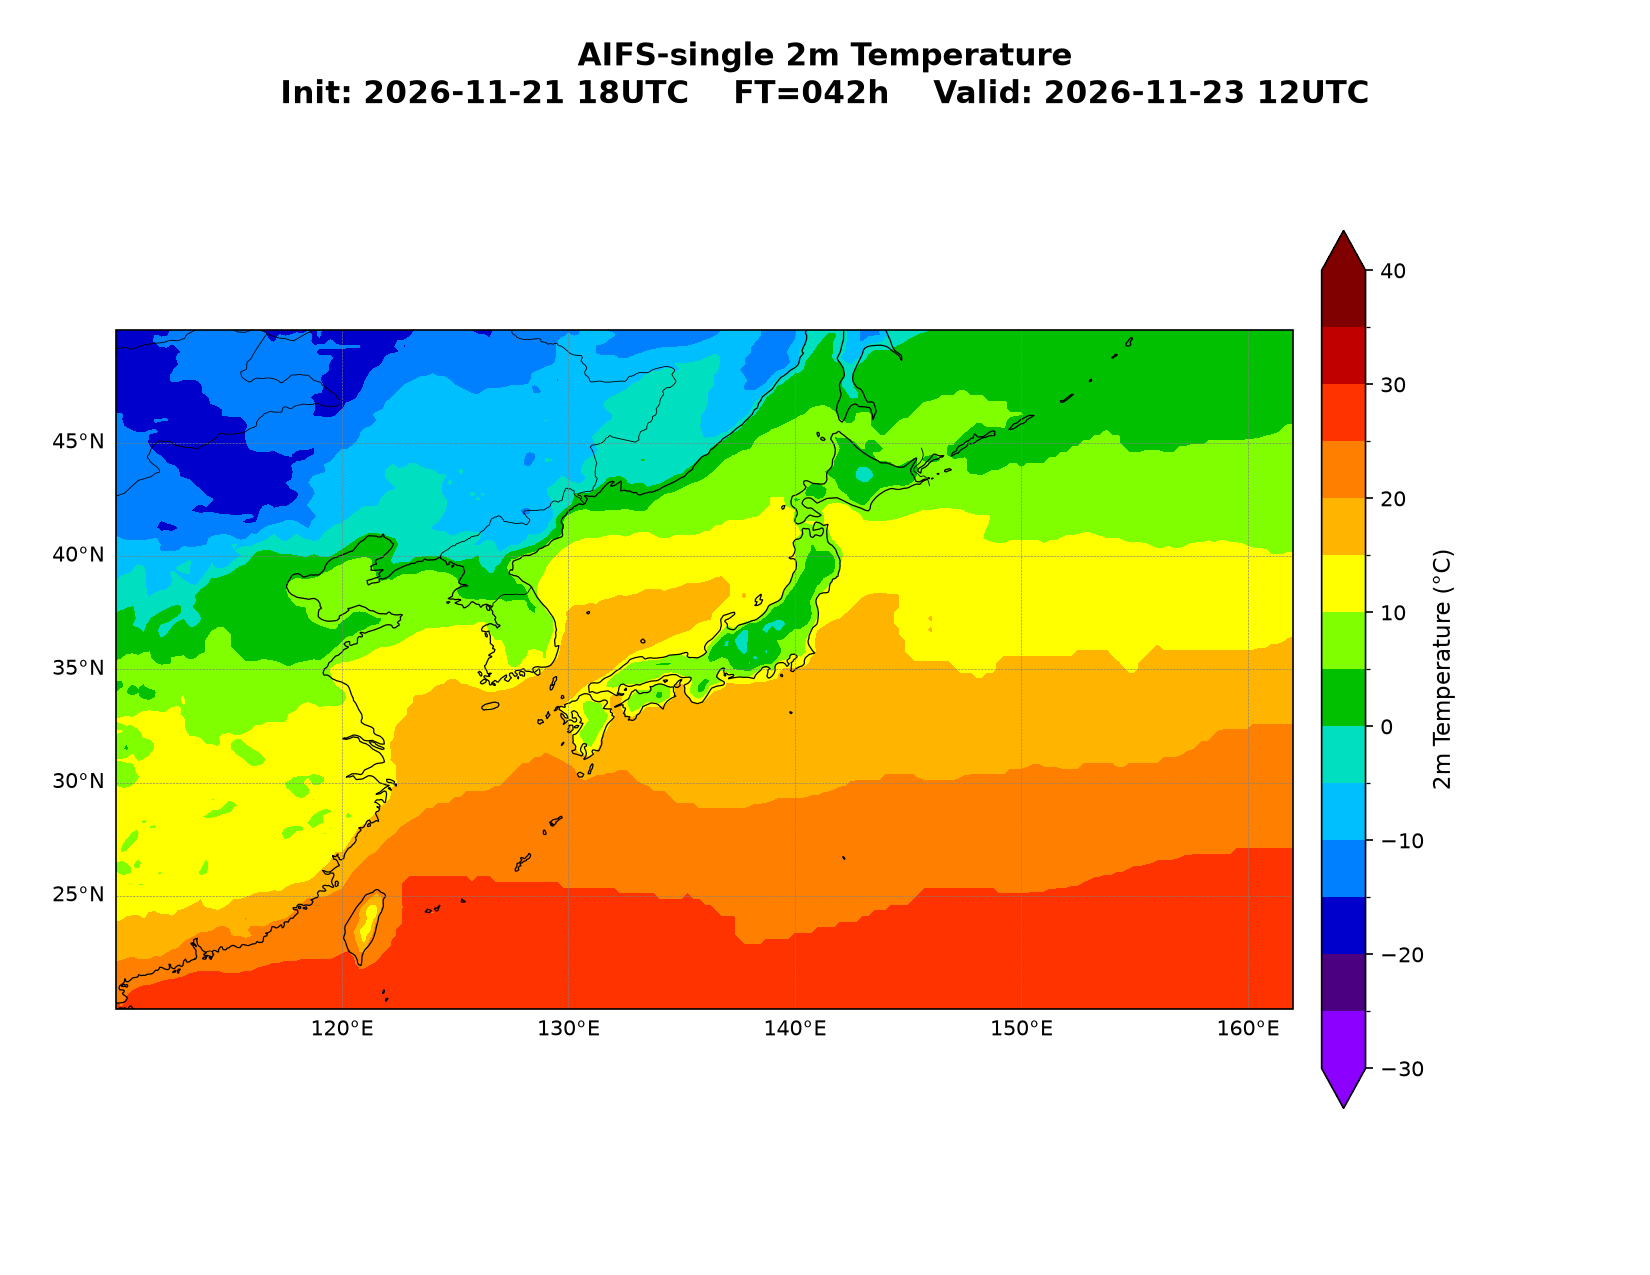 AIFS-single 2m Temperature
Init: 2026-11-21 18UTC    FT=042h    Valid: 2026-11-23 12UTC
45°N
40°N
35°N
30°N
25°N
120°E
130°E
140°E
150°E
160°E
40
30
20
10
0
−10
−20
−30
2m Temperature (°C)